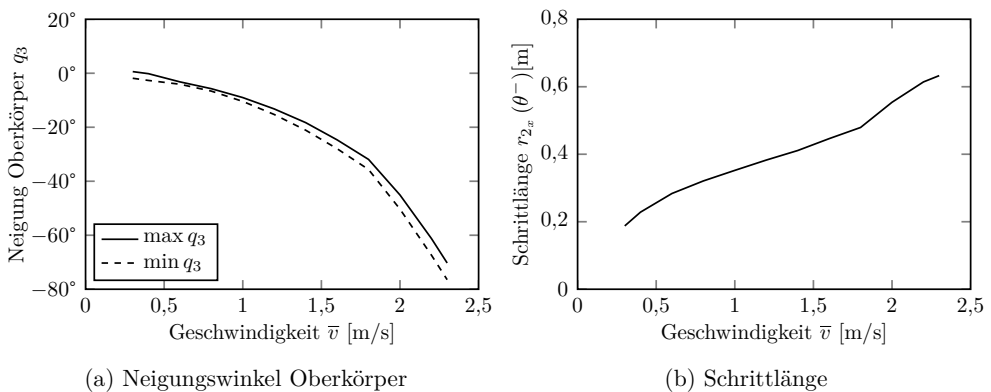 Neigung Oberkörper q₃
20°
0°
−20°
−40°
−60°
−80°
max q₃
min q₃
0
0,5
1
1,5
2
2,5
Geschwindigkeit v̅ [m/s]
(a) Neigungswinkel Oberkörper
Schrittlänge r₂ₓ (θ⁻)[m]
0,8
0,6
0,4
0,2
0
0
0,5
1
1,5
2
2,5
Geschwindigkeit v̅ [m/s]
(b) Schrittlänge